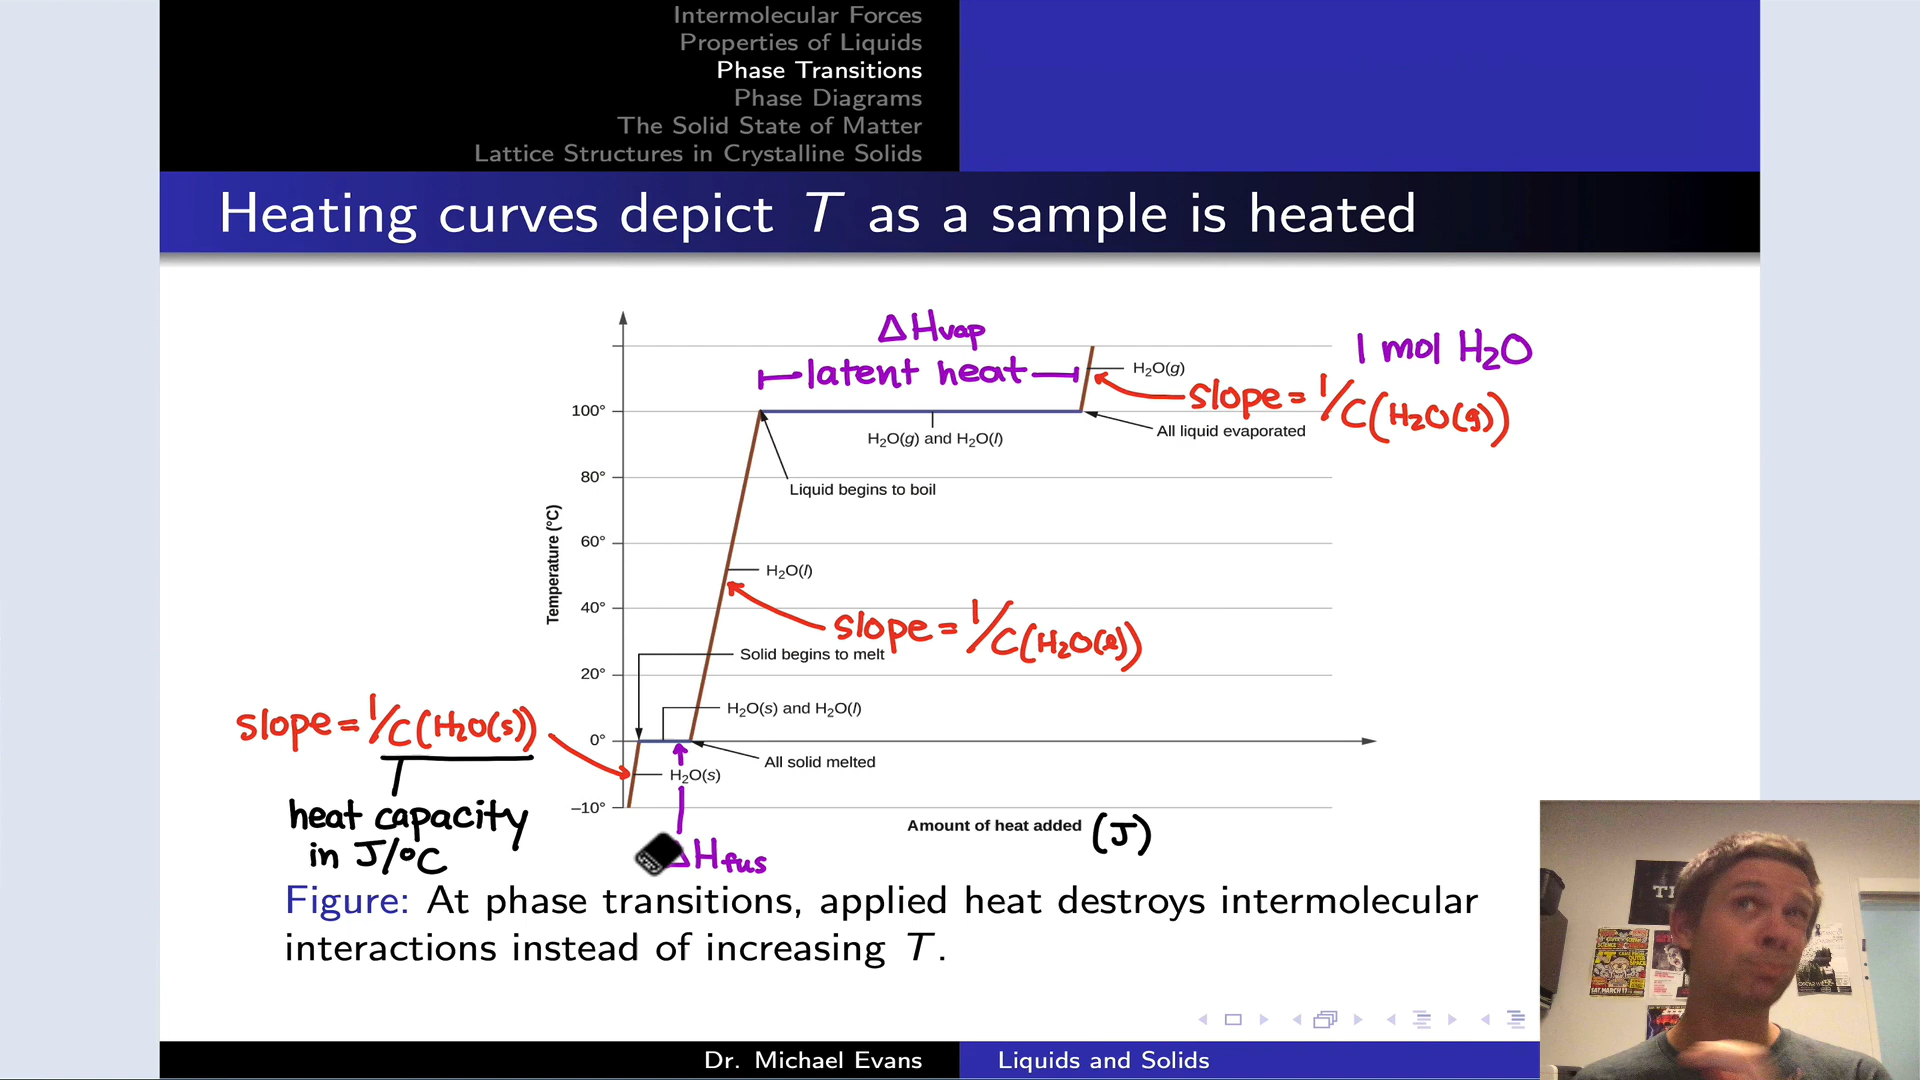 Intermolecular Forces
Properties of Liquids
Phase Transitions
Phase Diagrams
The Solid State of Matter
Lattice Structures in Crystalline Solids
Heating curves depict T as a sample is heated
ΔHvap
latent heat
1 mol H₂O
H₂O(g)
slope = 1/C(H₂O(g))
100°
H₂O(g) and H₂O(l)
All liquid evaporated
80°
Liquid begins to boil
Temperature (°C)
60°
H₂O(l)
40°
slope = 1/C(H₂O(l))
Solid begins to melt
20°
H₂O(s) and H₂O(l)
slope = 1/C(H₂O(s))
0°
All solid melted
H₂O(s)
−10°
heat capacity
in J/°C
Amount of heat added (J)
ΔHfus
Figure: At phase transitions, applied heat destroys intermolecular
interactions instead of increasing T.
Dr. Michael Evans
Liquids and Solids